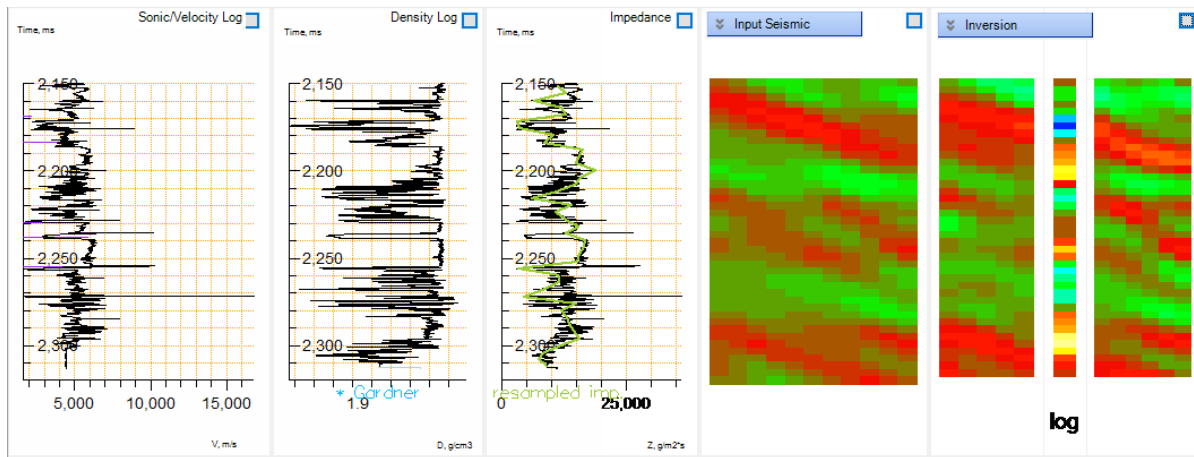 Sonic/Velocity Log
Time, ms
2,150
2,200
2,250
2,300
5,000 10,000 15,000
V, m/s
Density Log
Time, ms
2,150
2,200
2,250
2,300
* Gardner
1.9
D, g/cm3
Impedance
Time, ms
2,150
2,200
2,250
2,300
resampled imp.
0 25,000
Z, g/m2*s
Input Seismic
Inversion
log